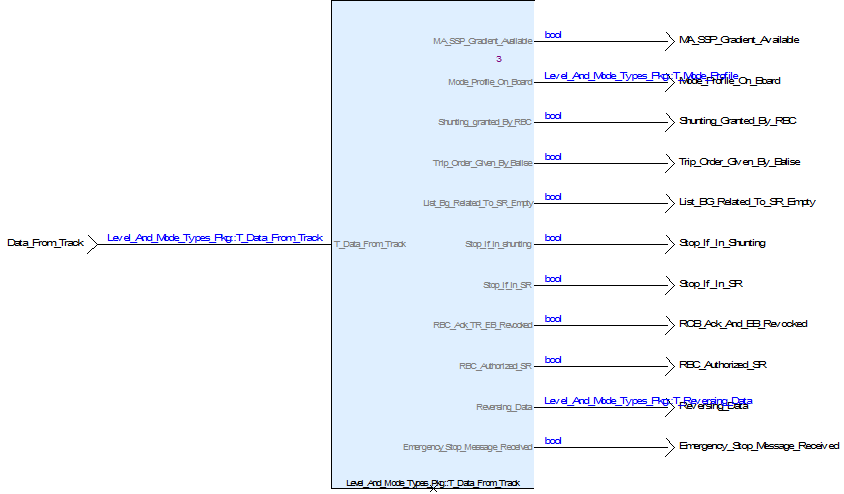 bool
MA_SSP_Gradient_Available
MA_SSP_Gradient_Available
3
Level_And_Mode_Types_Pkg::T_Mode_Profile
Mode_Profile_On_Board
Mode_Profile_On_Board
bool
Shunting_granted_By_RBC
Shunting_Granted_By_RBC
bool
Trip_Order_Given_By_Balise
Trip_Order_Given_By_Balise
bool
List_Bg_Related_To_SR_Empty
List_BG_Related_To_SR_Empty
Level_And_Mode_Types_Pkg::T_Data_From_Track
bool
Data_From_Track
T_Data_From_Track
Stop_If_In_shunting
Stop_If_In_Shunting
bool
Stop_If_In_SR
Stop_If_In_SR
bool
RBC_Ack_TR_EB_Revocked
RCB_Ack_And_EB_Revocked
bool
RBC_Authorized_SR
RBC_Authorized_SR
Level_And_Mode_Types_Pkg::T_Reversing_Data
Reversing_Data
Reversing_Data
bool
Emergency_Stop_Message_Received
Emergency_Stop_Message_Received
Level_And_Mode_Types_Pkg::T_Data_From_Track